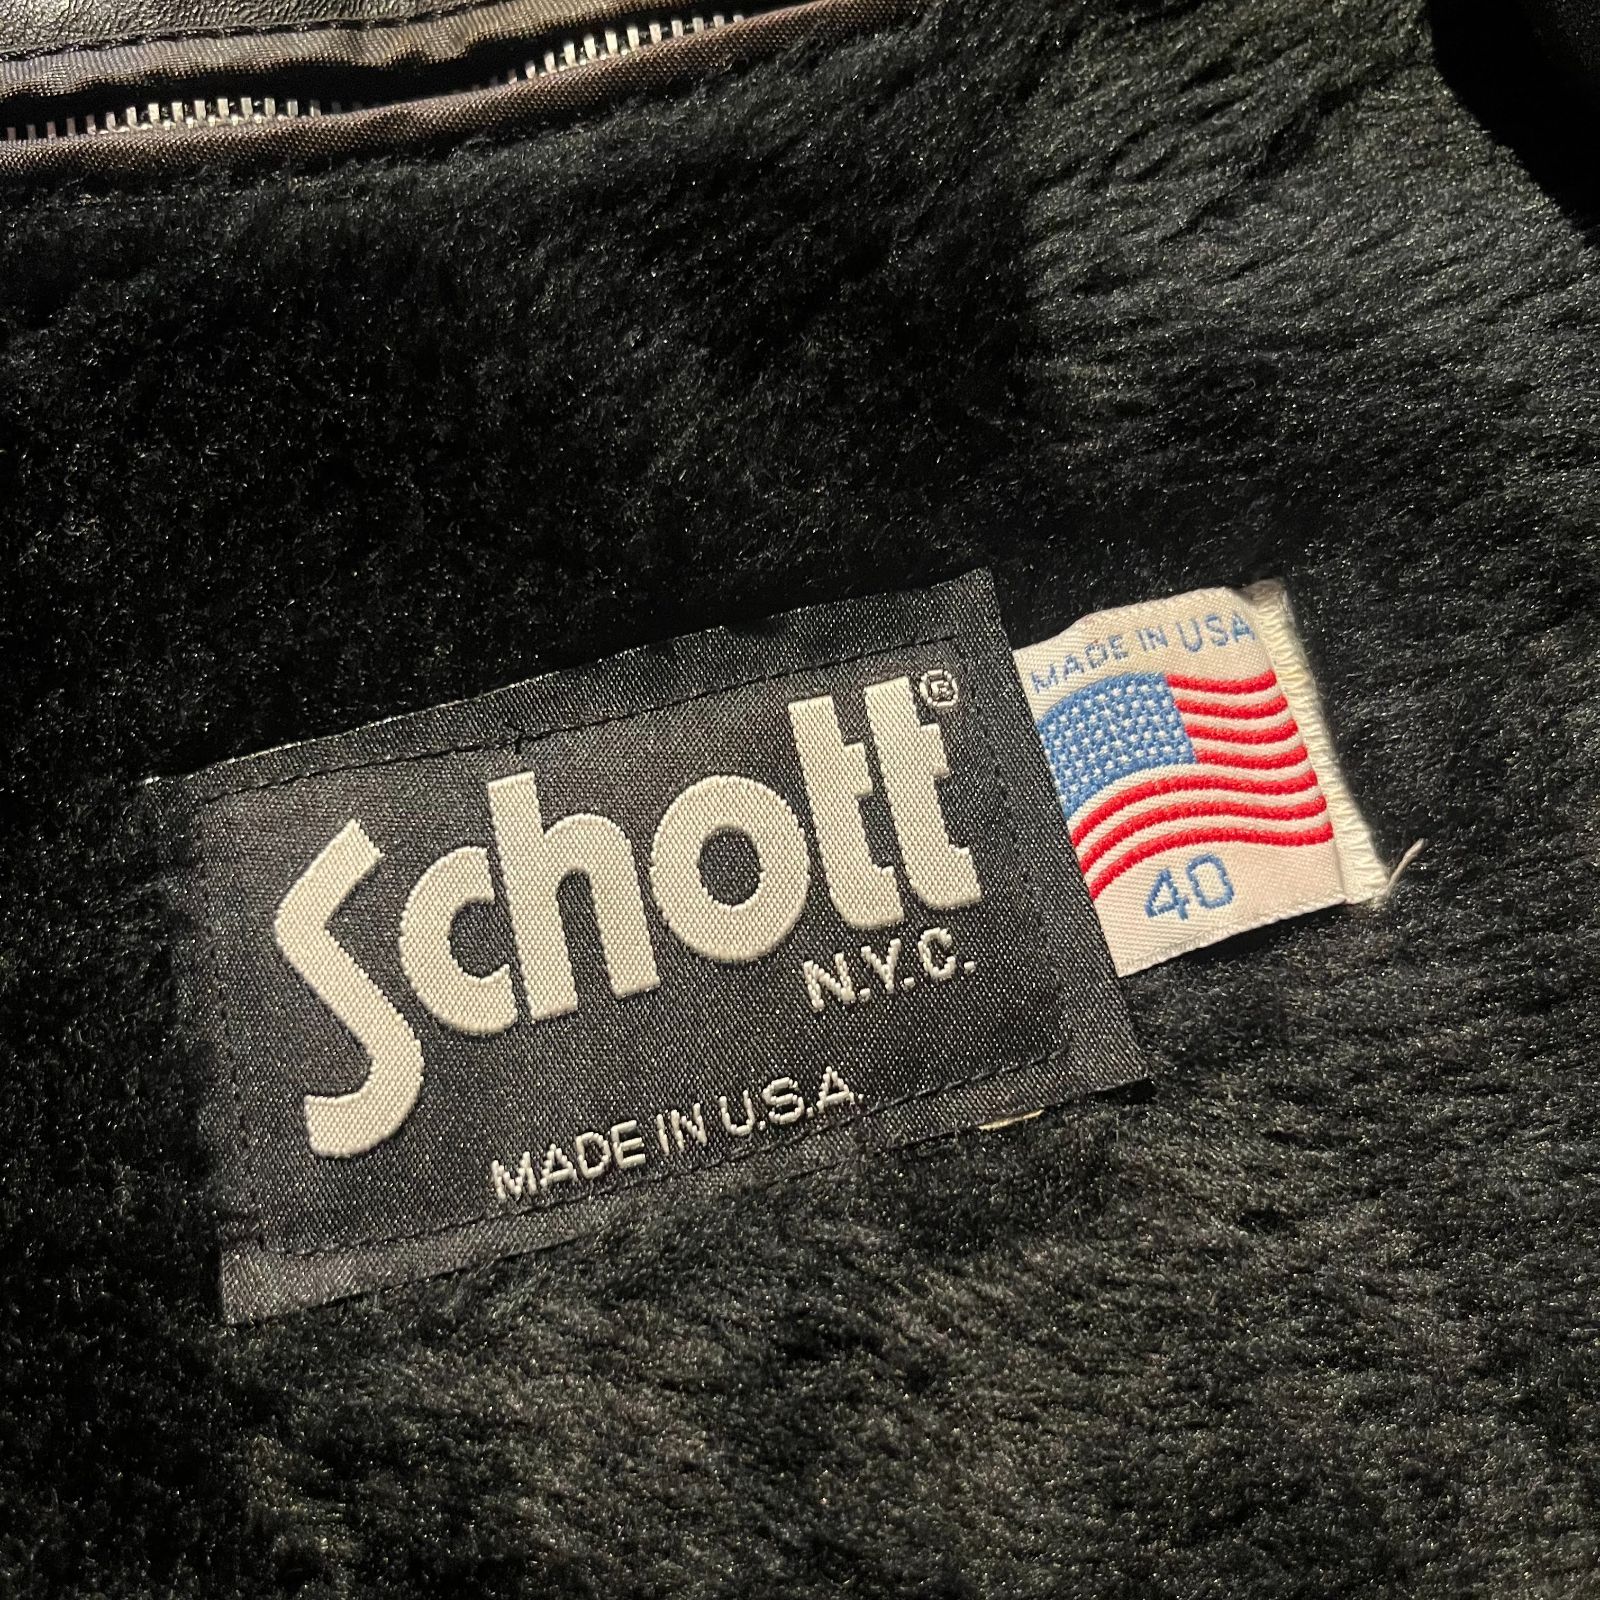 Schott®
N.Y.C.
MADE IN U.S.A.
MADE IN USA
40